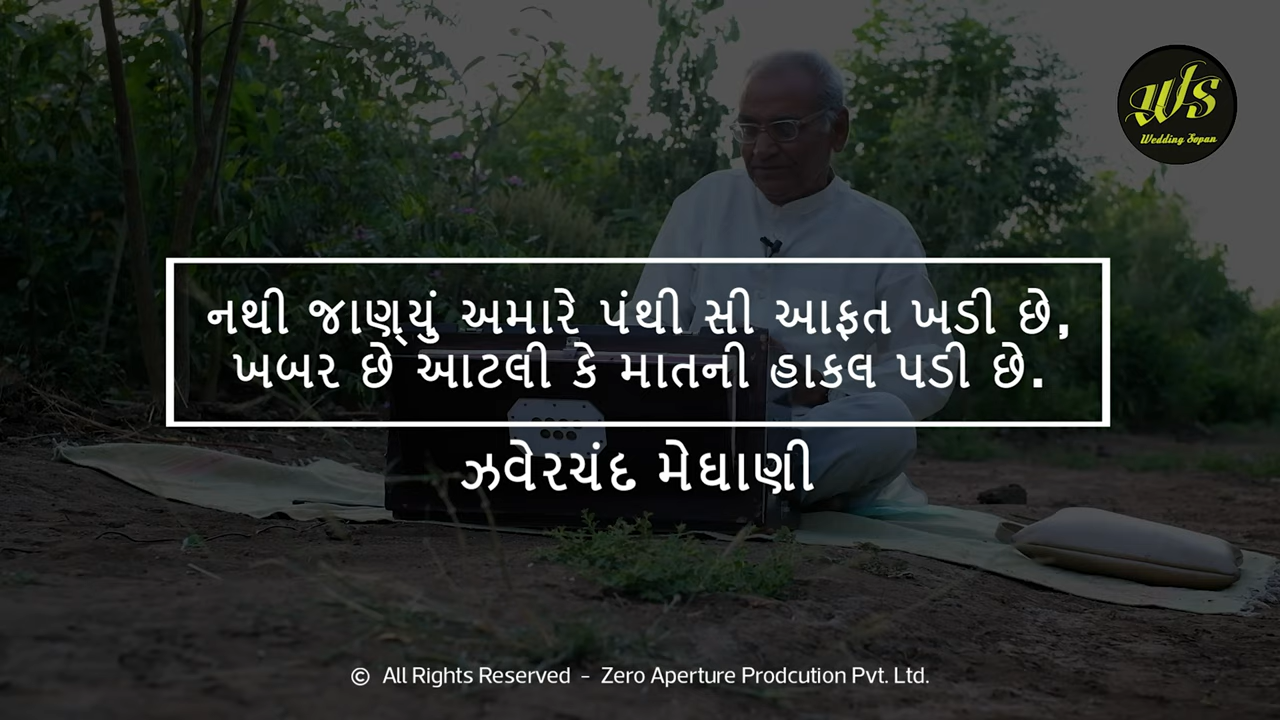 WS
Wedding Sopan
નથી જાણ્યું અમારે પંથી સી આફત ખડી છે,
ખબર છે આટલી કે માતની હાકલ પડી છે.
ઝવેરચંદ મેઘાણી
© All Rights Reserved - Zero Aperture Prodcution Pvt. Ltd.